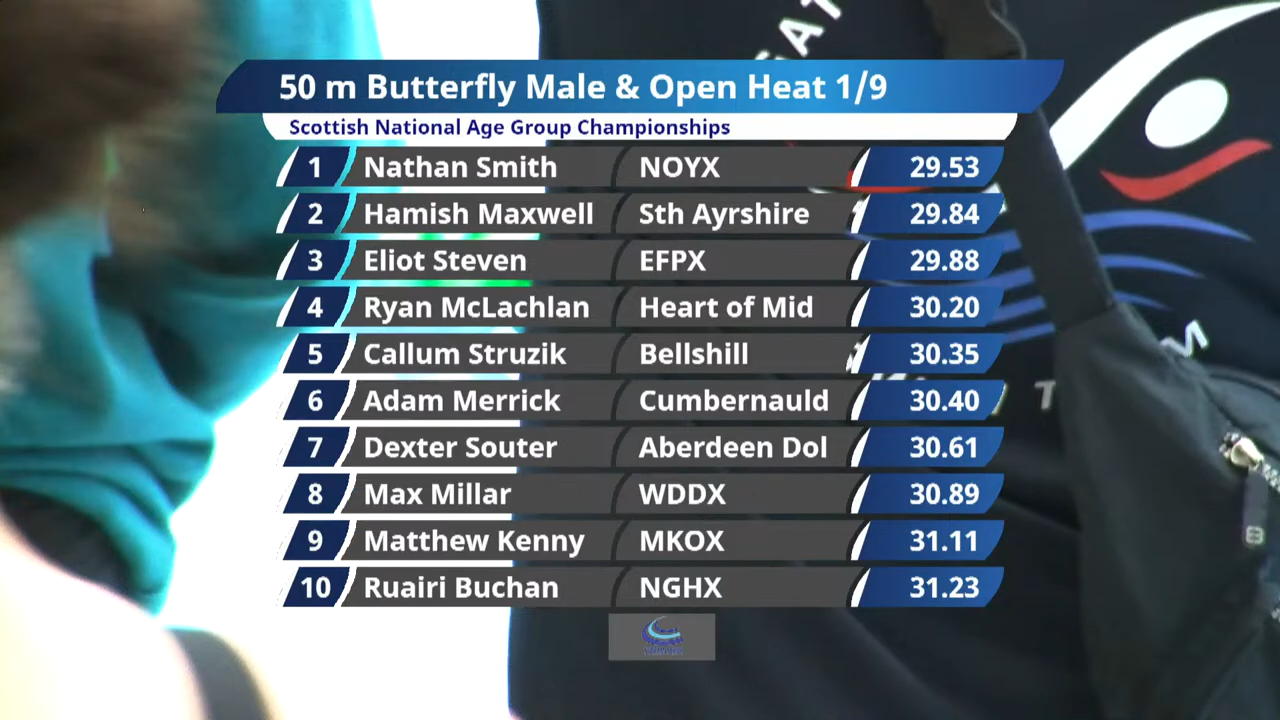 50 m Butterfly Male & Open Heat 1/9
Scottish National Age Group Championships
1 Nathan Smith NOYX 29.53
2 Hamish Maxwell Sth Ayrshire 29.84
3 Eliot Steven EFPX 29.88
4 Ryan McLachlan Heart of Mid 30.20
5 Callum Struzik Bellshill 30.35
6 Adam Merrick Cumbernauld 30.40
7 Dexter Souter Aberdeen Dol 30.61
8 Max Millar WDDX 30.89
9 Matthew Kenny MKOX 31.11
10 Ruairi Buchan NGHX 31.23